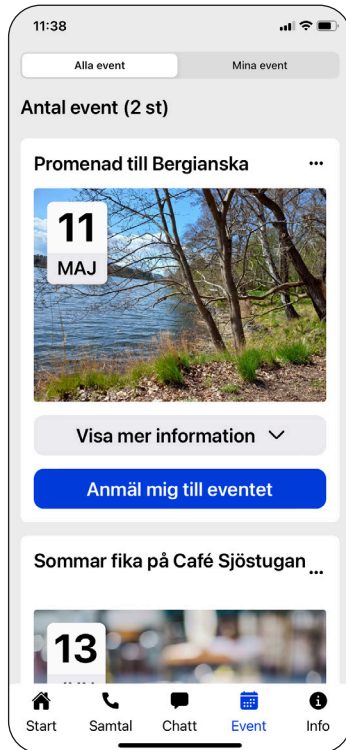 11:38
Alla event
Mina event
Antal event (2 st)
Promenad till Bergianska
...
11
MAJ
Visa mer information
Anmäl mig till eventet
Sommar fika på Café Sjöstugan
...
13
Start
Samtal
Chatt
Event
Info